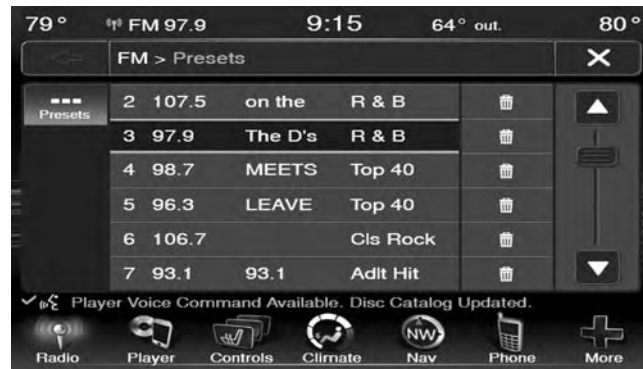 79° FM 97.9 9:15 64° out. 80°
FM > Presets X
Presets
2 107.5 on the R & B
3 97.9 The D's R & B
4 98.7 MEETS Top 40
5 96.3 LEAVE Top 40
6 106.7 Cls Rock
7 93.1 93.1 Adlt Hit
Player Voice Command Available. Disc Catalog Updated.
NW
Radio Player Controls Climate Nav Phone More